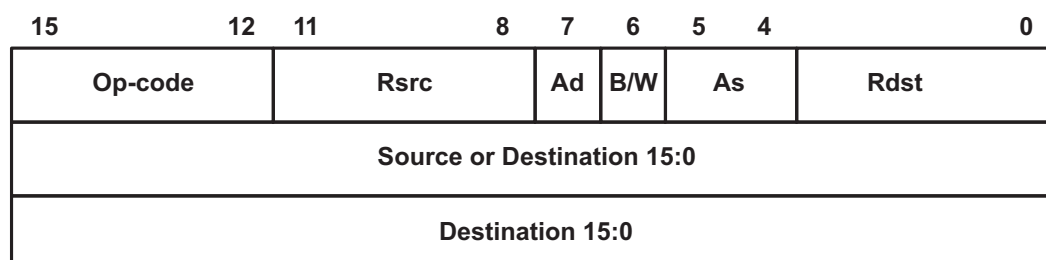 15 12 11 8 7 6 5 4 0
Op-code Rsrc Ad B/W As Rdst
Source or Destination 15:0
Destination 15:0